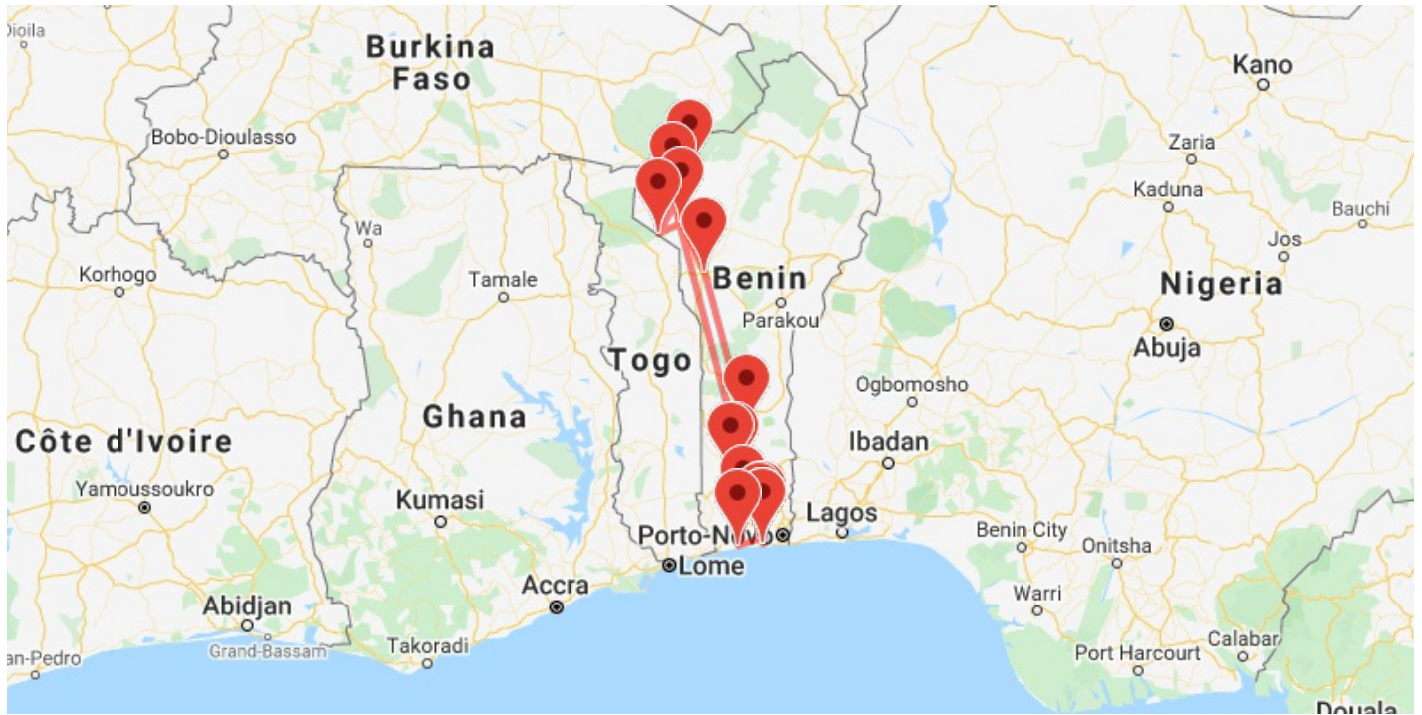 Dioila
Burkina
Faso
Kano
Bobo-Dioulasso
Zaria
Kaduna
Bauchi
Wa
Jos
Korhogo
Tamale
Benin
Nigeria
Parakou
Abuja
Togo
Ogbomosho
Ghana
Côte d'Ivoire
Ibadan
Yamoussoukro
Kumasi
Lagos
Porto-Novo
Benin City
Onitsha
Lome
Accra
Warri
Abidjan
Grand-Bassam
Takoradi
Calabar
an-Pedro
Port Harcourt
Douala